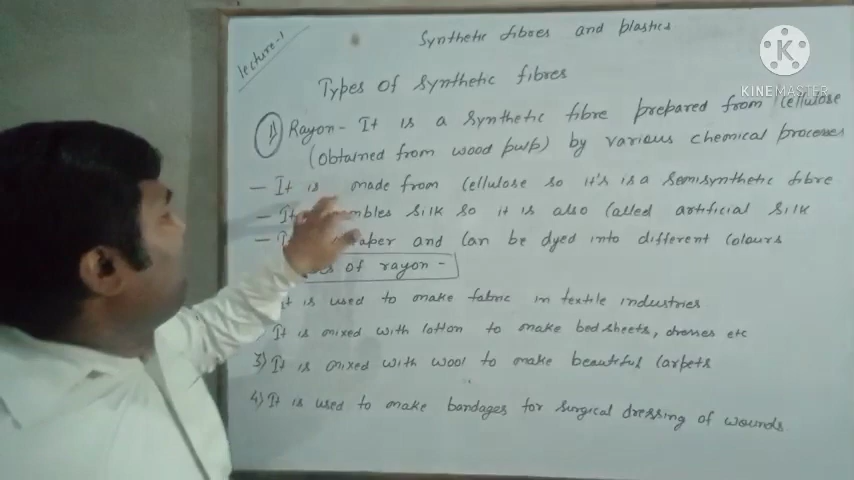 Synthetic fibres and plastics
Lecture-1
KINEMASTER
Types of Synthetic fibres
1) Rayon - It is a synthetic fibre prepared from Cellulose
(obtained from wood pulp) by various chemical processes
- It is made from Cellulose so it's is a semisynthetic fibre
- It resembles silk so it is also called artificial silk
- It cheaper and can be dyed into different colours
of rayon -
It is used to make fabric in textile industries
It is mixed with cotton to make bed sheets, dresses etc
3) It is mixed with wool to make beautiful carpets
4) It is used to make bandages for surgical dressing of wounds